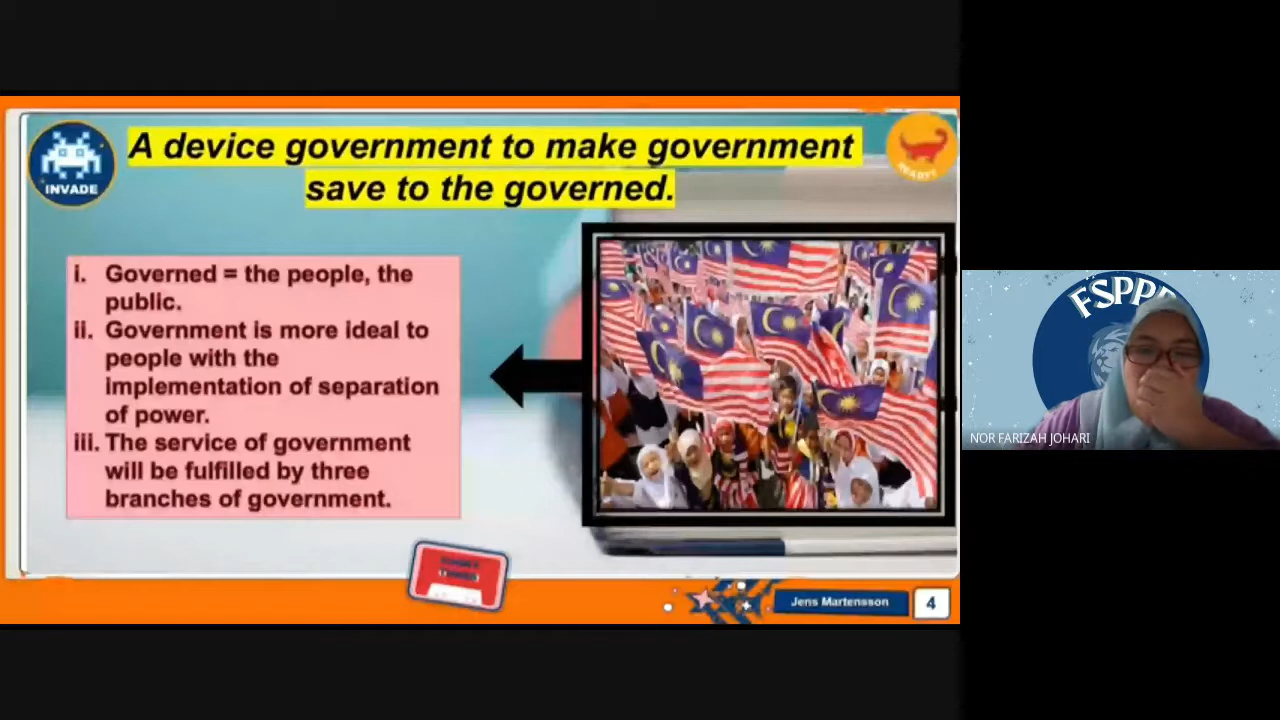 A device government to make government
save to the governed.
INVADE
READY?
i. Governed = the people, the
public.
ii. Government is more ideal to
people with the
implementation of separation
of power.
iii. The service of government
will be fulfilled by three
branches of government.
Jens Martensson
4
NOR FARIZAH JOHARI